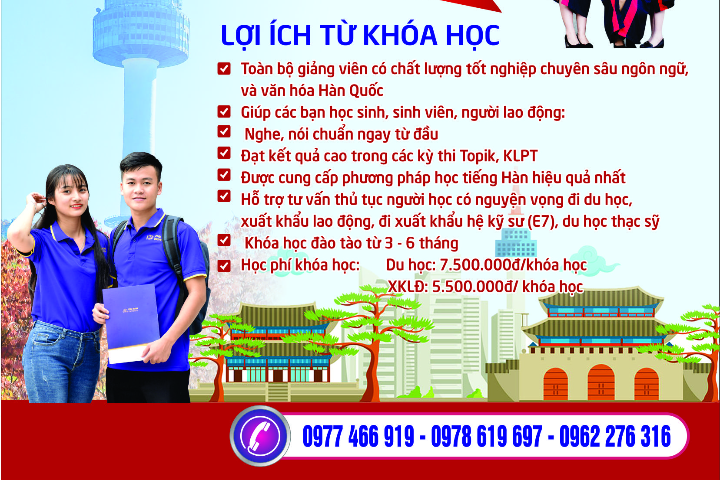 LỢI ÍCH TỪ KHÓA HỌC
Toàn bộ giảng viên có chất lượng tốt nghiệp chuyên sâu ngôn ngữ,
và văn hóa Hàn Quốc
Giúp các bạn học sinh, sinh viên, người lao động:
Nghe, nói chuẩn ngay từ đầu
Đạt kết quả cao trong các kỳ thi Topik, KLPT
Được cung cấp phương pháp học tiếng Hàn hiệu quả nhất
Hỗ trợ tư vấn thủ tục người học có nguyện vọng đi du học,
xuất khẩu lao động, đi xuất khẩu hệ kỹ sư (E7), du học thạc sỹ
Khóa học đào tào từ 3 - 6 tháng
Học phí khóa học: Du học: 7.500.000đ/khóa học
XKLĐ: 5.500.000đ/ khóa học
0977 466 919 - 0978 619 697 - 0962 276 316